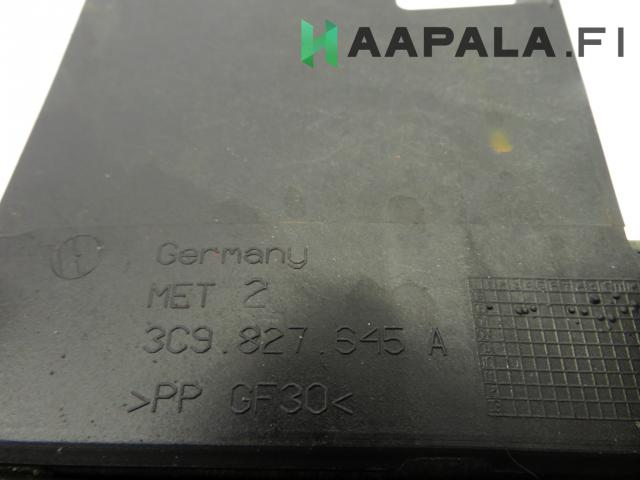 HAAPALA.FI
Germany
MET 2
3C9.827.645 A
>PP GF30<